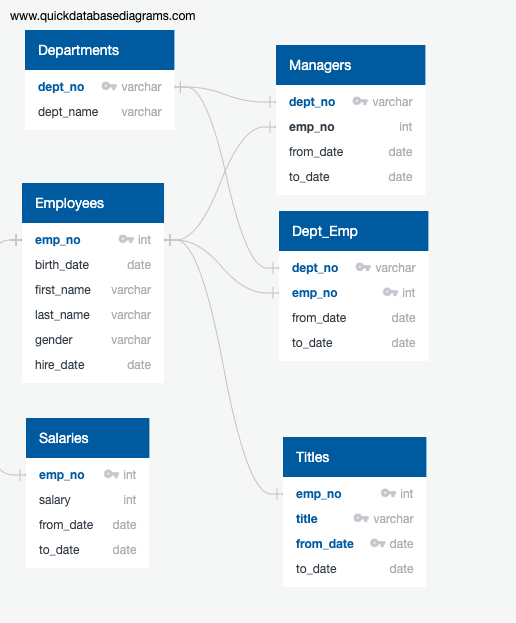 www.quickdatabasediagrams.com
Departments
dept_no varchar
dept_name varchar
Managers
dept_no varchar
emp_no int
from_date date
to_date date
Employees
emp_no int
birth_date date
first_name varchar
last_name varchar
gender varchar
hire_date date
Dept_Emp
dept_no varchar
emp_no int
from_date date
to_date date
Salaries
emp_no int
salary int
from_date date
to_date date
Titles
emp_no int
title varchar
from_date date
to_date date